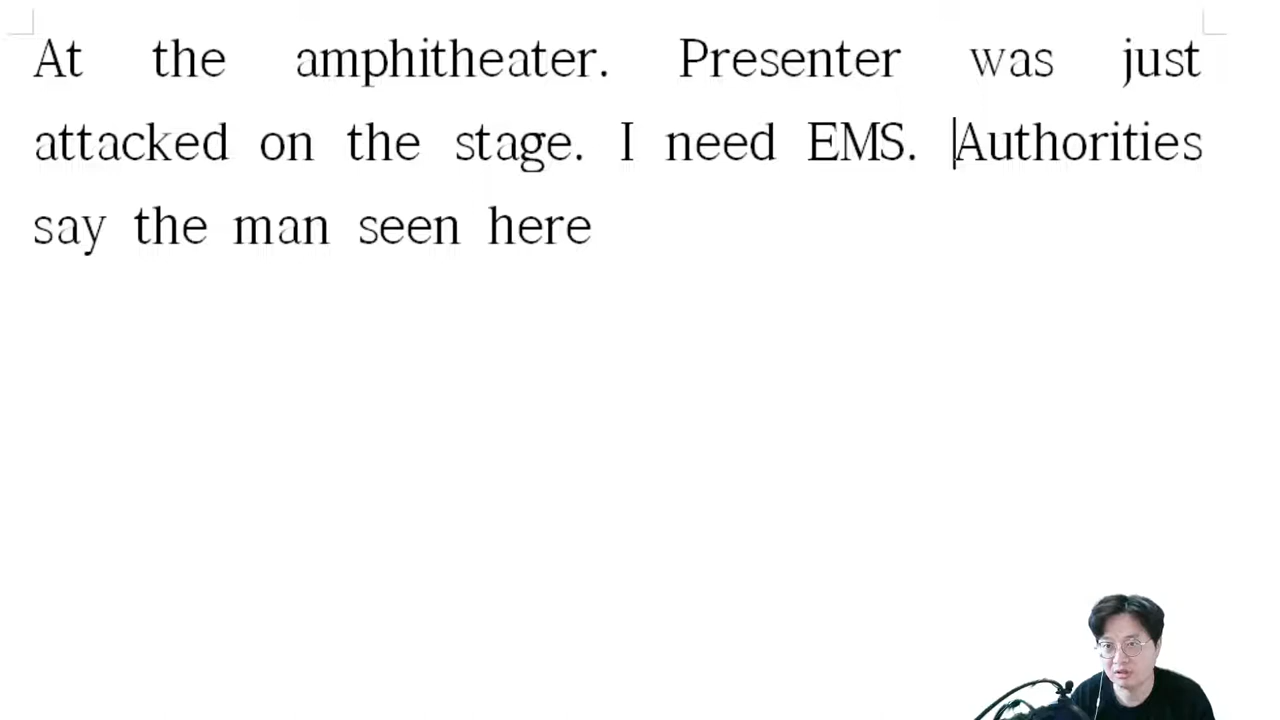 At the amphitheater. Presenter was just
attacked on the stage. I need EMS. Authorities
say the man seen here